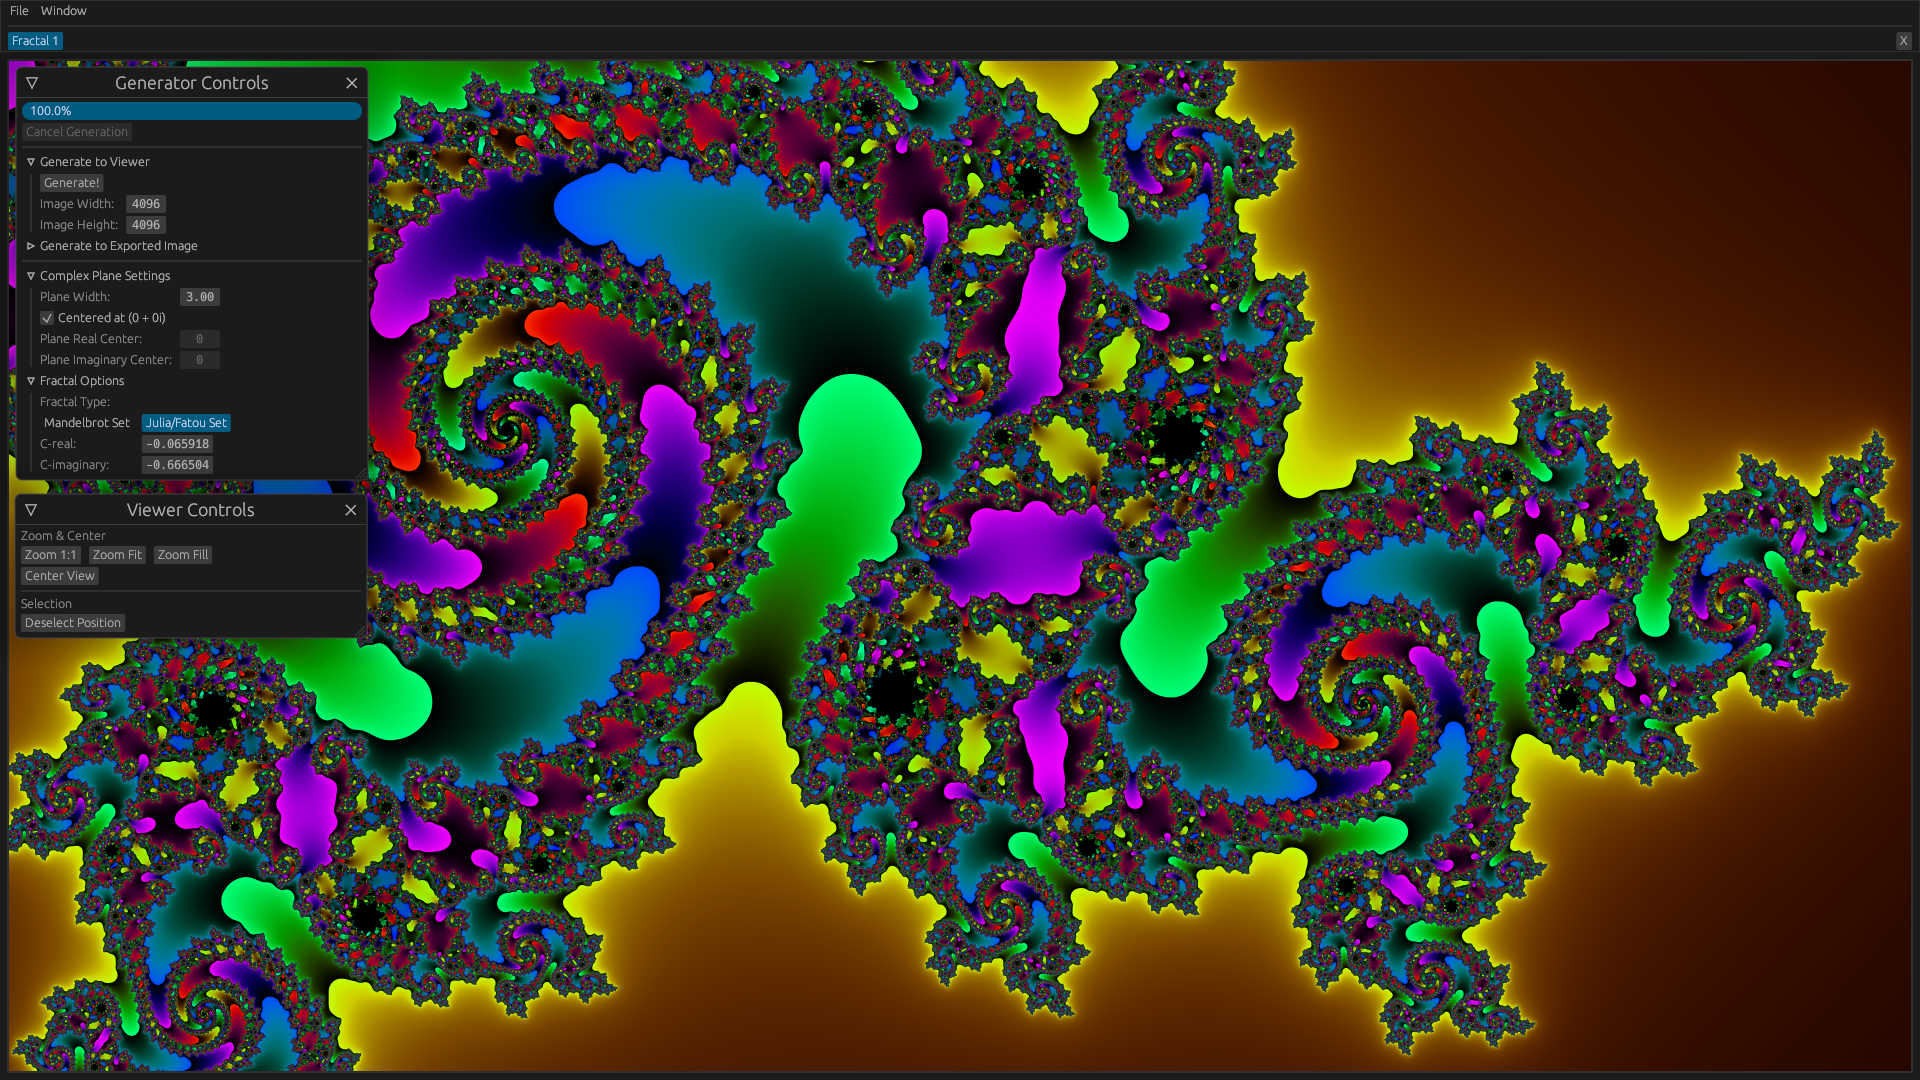 File Window
Fractal 1 X
Generator Controls
100.0%
Cancel Generation
Generate to Viewer
Generate!
Image Width: 4096
Image Height: 4096
Generate to Exported Image
Complex Plane Settings
Plane Width: 3.00
Centered at (0 + 0i)
Plane Real Center: 0
Plane Imaginary Center: 0
Fractal Options
Fractal Type:
Mandelbrot Set Julia/Fatou Set
C-real: −0.065918
C-imaginary: −0.666504
Viewer Controls
Zoom & Center
Zoom 1:1 Zoom Fit Zoom Fill
Center View
Selection
Deselect Position